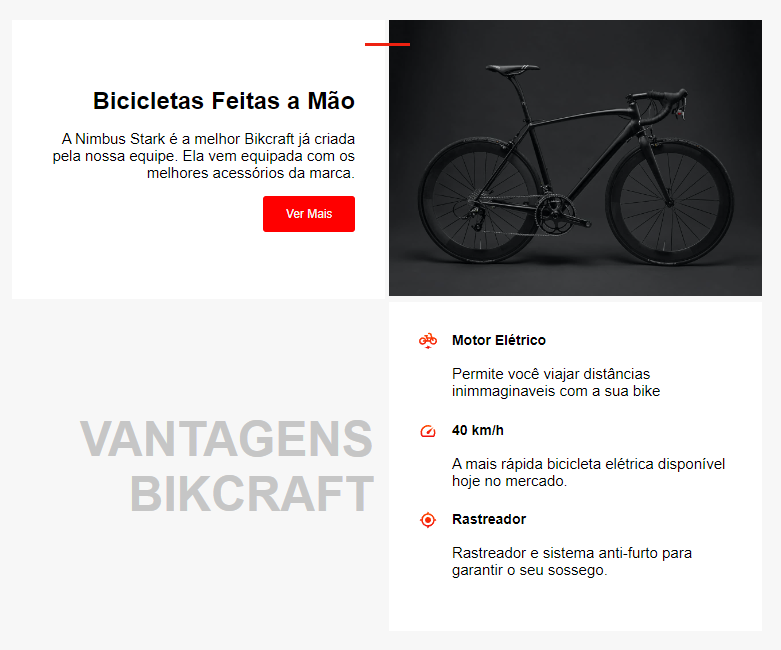 Bicicletas Feitas a Mão
A Nimbus Stark é a melhor Bikcraft já criada
pela nossa equipe. Ela vem equipada com os
melhores acessórios da marca.
Ver Mais
VANTAGENS
BIKCRAFT
Motor Elétrico
Permite você viajar distâncias
inimmaginaveis com a sua bike
40 km/h
A mais rápida bicicleta elétrica disponível
hoje no mercado.
Rastreador
Rastreador e sistema anti-furto para
garantir o seu sossego.